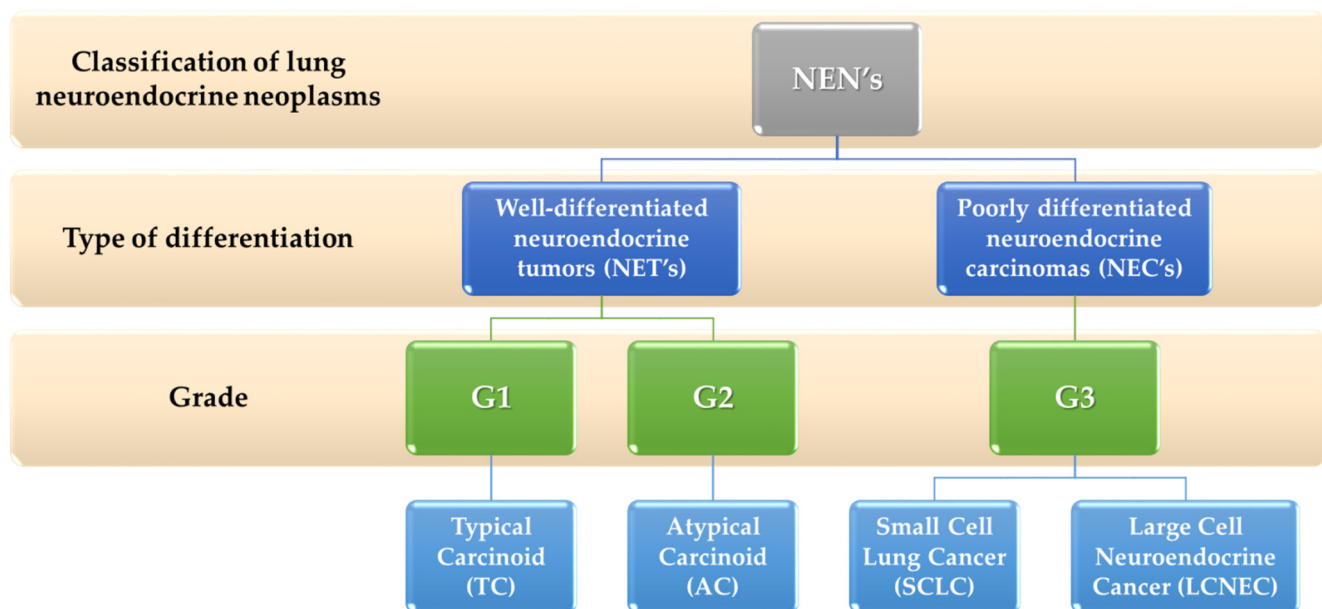 Classification of lung
neuroendocrine neoplasms
NEN’s
Type of differentiation
Well-differentiated
neuroendocrine
tumors (NET’s)
Poorly differentiated
neuroendocrine
carcinomas (NEC’s)
Grade
G1
G2
G3
Typical
Carcinoid
(TC)
Atypical
Carcinoid
(AC)
Small Cell
Lung Cancer
(SCLC)
Large Cell
Neuroendocrine
Cancer (LCNEC)